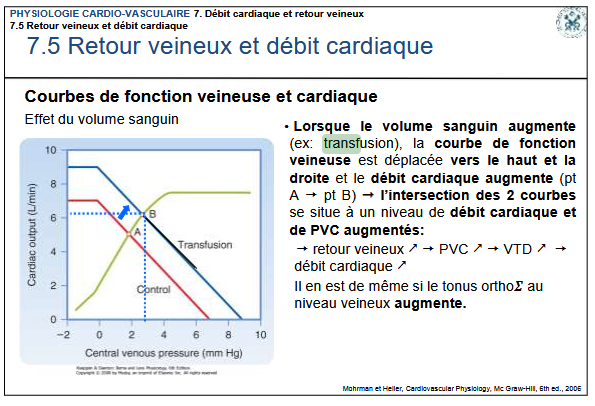 PHYSIOLOGIE CARDIO-VASCULAIRE 7. Débit cardiaque et retour veineux
7.5 Retour veineux et débit cardiaque
7.5 Retour veineux et débit cardiaque
Courbes de fonction veineuse et cardiaque
Effet du volume sanguin
• Lorsque le volume sanguin augmente
(ex: transfusion), la courbe de fonction
veineuse est déplacée vers le haut et la
droite et le débit cardiaque augmente (pt
A → pt B) → l'intersection des 2 courbes
se situe à un niveau de débit cardiaque et
de PVC augmentés:
→ retour veineux ↗ → PVC ↗ → VTD ↗ →
débit cardiaque ↗
Il en est de même si le tonus orthoΣ au
niveau veineux augmente.
Cardiac output (L/min)
10
8
6
4
2
0
B
A
Transfusion
Control
−2 0 2 4 6 8 10
Central venous pressure (mm Hg)
Koeppen & Stanton: Berne and Levy Physiology, 6th Edition.
Copyright © 2008 by Mosby, an imprint of Elsevier, Inc. All rights reserved
Mohrman et Heller, Cardiovascular Physiology, Mc Graw-Hill, 6th ed., 2006